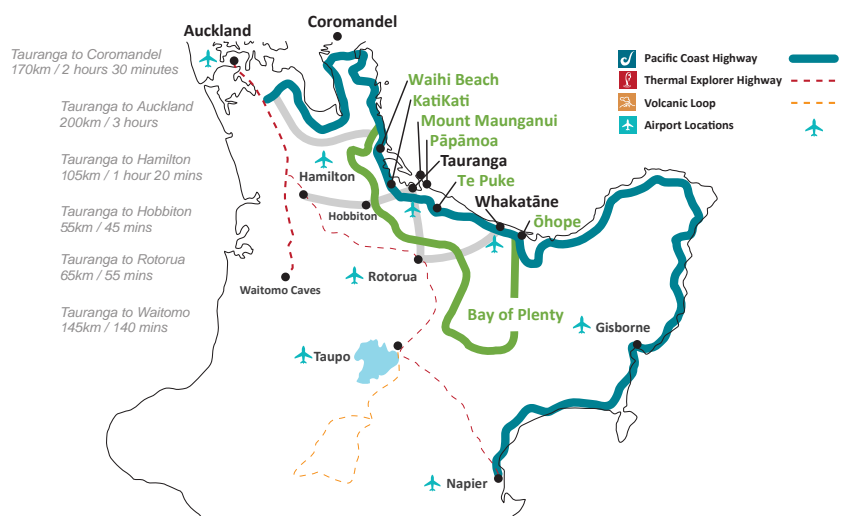 Auckland
Coromandel
Tauranga to Coromandel
170km / 2 hours 30 minutes
Tauranga to Auckland
200km / 3 hours
Tauranga to Hamilton
105km / 1 hour 20 mins
Tauranga to Hobbiton
55km / 45 mins
Tauranga to Rotorua
65km / 55 mins
Tauranga to Waitomo
145km / 140 mins
Pacific Coast Highway
Thermal Explorer Highway
Volcanic Loop
Airport Locations
Waihi Beach
KatiKati
Mount Maunganui
Pāpāmoa
Tauranga
Te Puke
Whakatāne
Ōhope
Hamilton
Hobbiton
Rotorua
Waitomo Caves
Bay of Plenty
Gisborne
Taupo
Napier